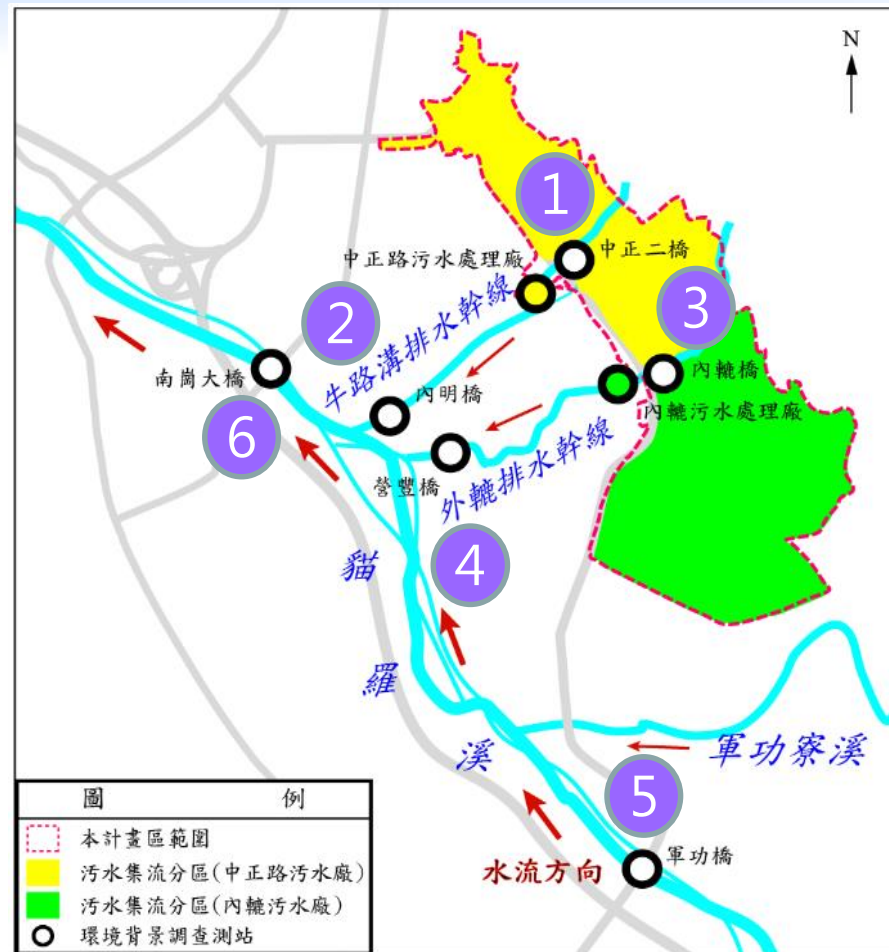 N
1
中正二橋
中正路污水處理廠
3
2
牛路溝排水幹線
內轆橋
南崗大橋
內明橋
內轆污水處理廠
6
營豐橋
外轆排水幹線
4
貓
羅
溪
軍功寮溪
5
水流方向
軍功橋
圖 例
本計畫區範圍
污水集流分區(中正路污水廠)
污水集流分區(內轆污水廠)
環境背景調查測站